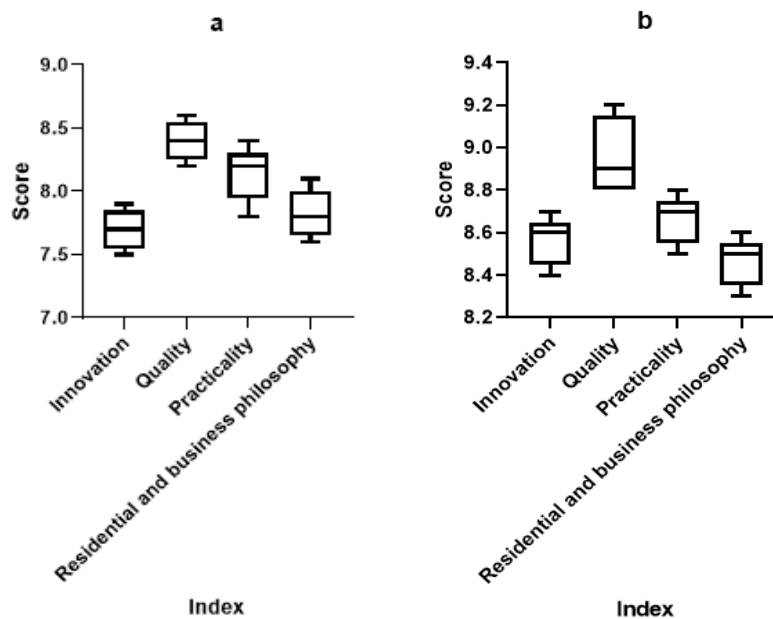 a
9.0
8.5
8.0
7.5
7.0
Score
Innovation
Quality
Practicality
Residential and business philosophy
Index
b
9.4
9.2
9.0
8.8
8.6
8.4
8.2
Score
Innovation
Quality
Practicality
Residential and business philosophy
Index